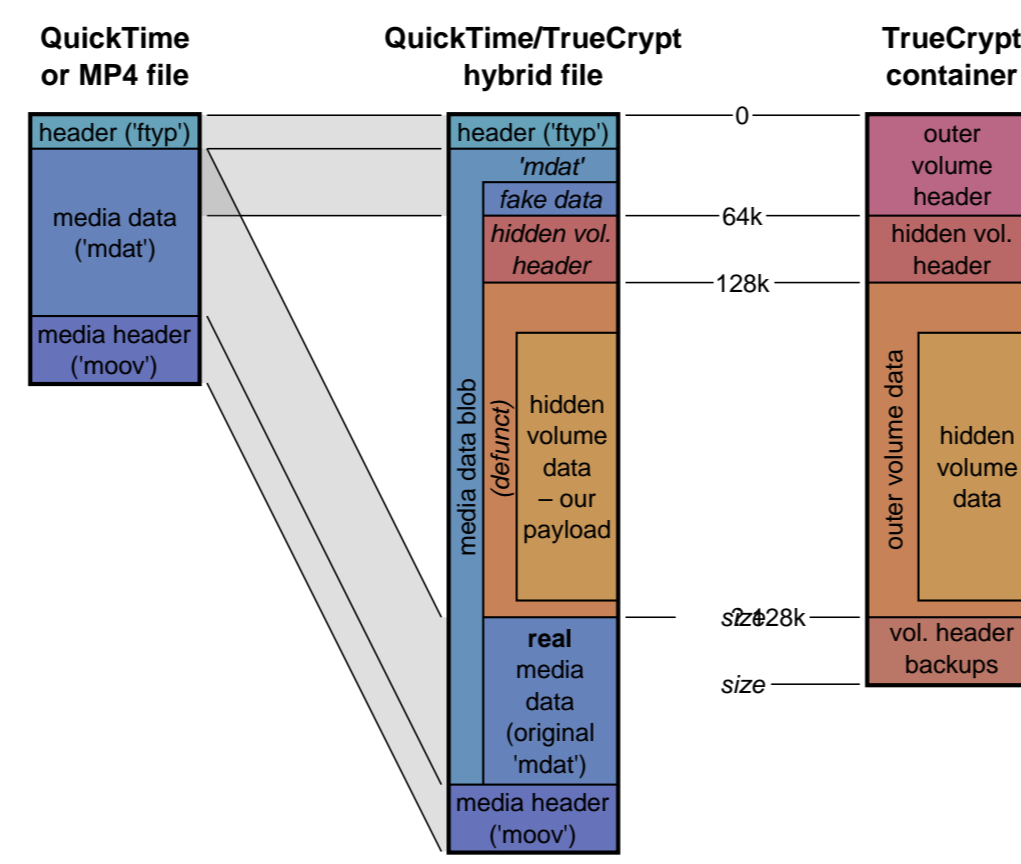 QuickTime
or MP4 file
header ('ftyp')
media data
('mdat')
media header
('moov')
QuickTime/TrueCrypt
hybrid file
header ('ftyp')
'mdat'
fake data
hidden vol.
header
media data blob
(defunct)
hidden
volume
data
– our
payload
real
media
data
(original
'mdat')
media header
('moov')
0
64k
128k
size
TrueCrypt
container
outer
volume
header
hidden vol.
header
outer volume data
hidden
volume
data
vol. header
backups